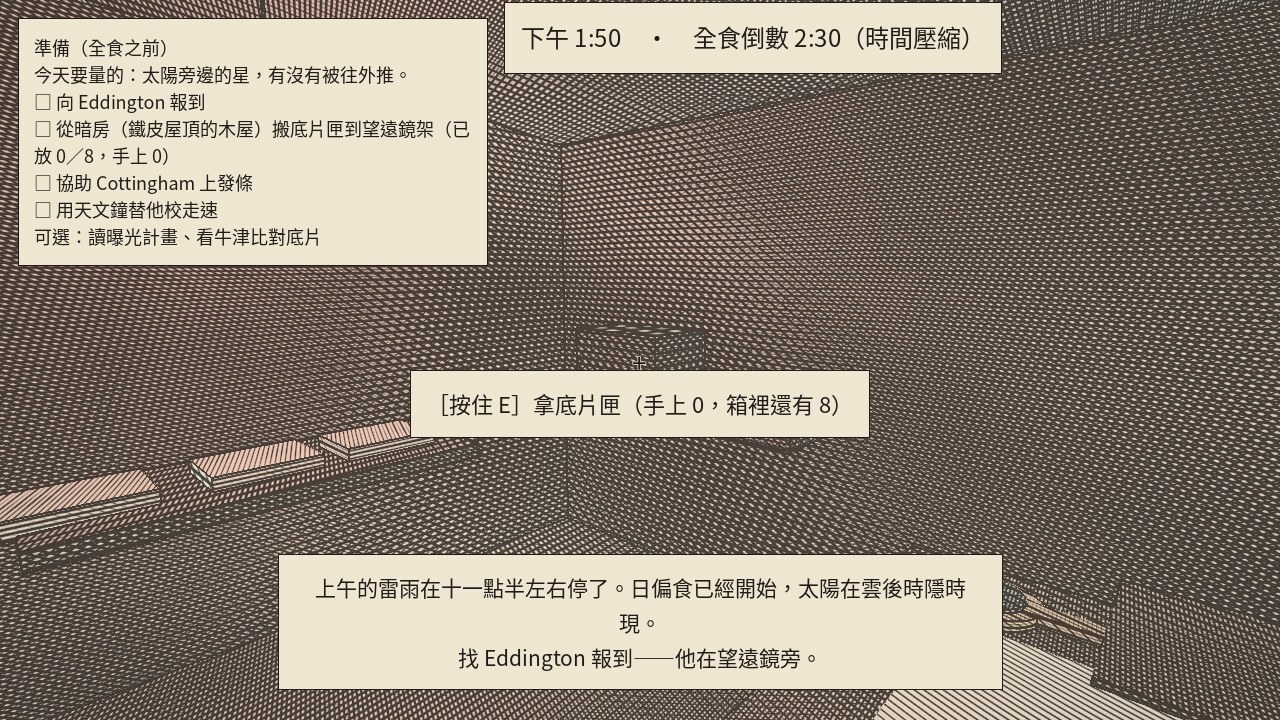 下午 1:50　・　全食倒數 2:30（時間壓縮）
準備（全食之前）
今天要量的：太陽旁邊的星，有沒有被往外推。
□ 向 Eddington 報到
□ 從暗房（鐵皮屋頂的木屋）搬底片匣到望遠鏡架（已
放 0／8，手上 0）
□ 協助 Cottingham 上發條
□ 用天文鐘替他校走速
可選：讀曝光計畫、看牛津比對底片
［按住 E］拿底片匣（手上 0，箱裡還有 8）
上午的雷雨在十一點半左右停了。日偏食已經開始，太陽在雲後時隱時
現。
找 Eddington 報到——他在望遠鏡旁。